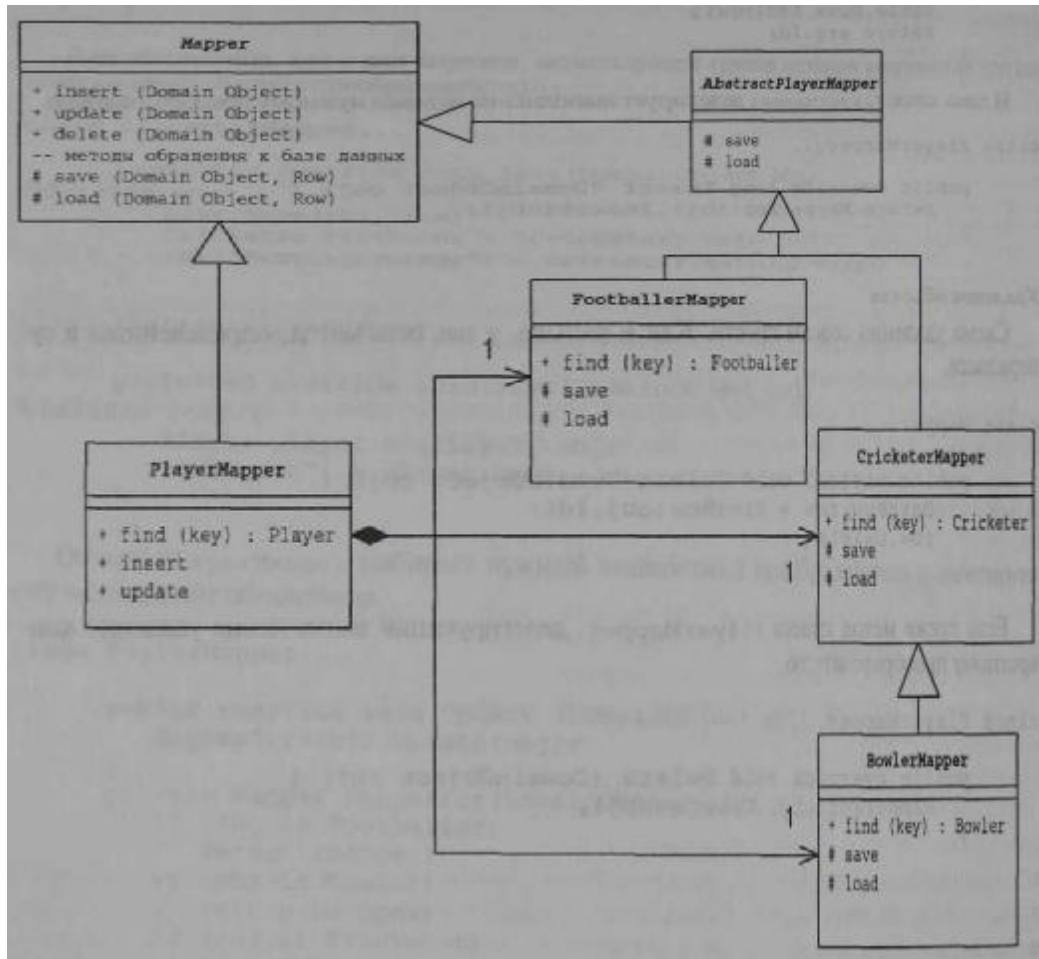 Mapper
+ insert (Domain Object)
+ update (Domain Object)
+ delete (Domain Object)
-- методы обращения к базе данных
# save (Domain Object, Row)
# load (Domain Object, Row)
AbstractPlayerMapper
# save
# load
FootballerMapper
+ find (key) : Footballer
# save
# load
1
PlayerMapper
+ find (key) : Player
+ insert
+ update
CricketerMapper
+ find (key) : Cricketer
# save
# load
1
BowlerMapper
+ find (key) : Bowler
# save
# load
1